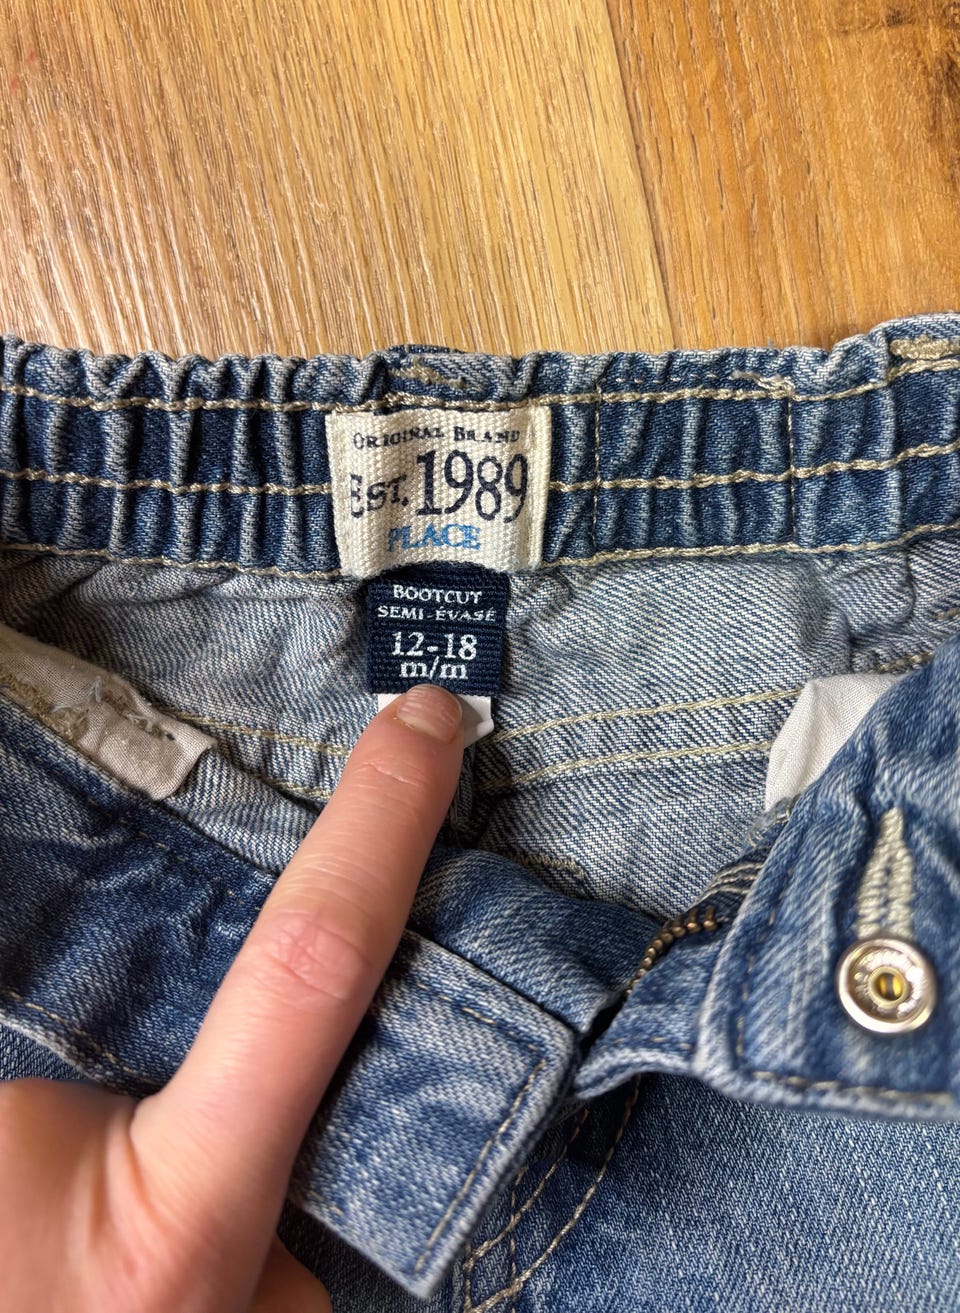 ORIGINAL BRAND
EST. 1989
PLACE
BOOTCUT
SEMI-ÉVASÉ
12-18
m/m